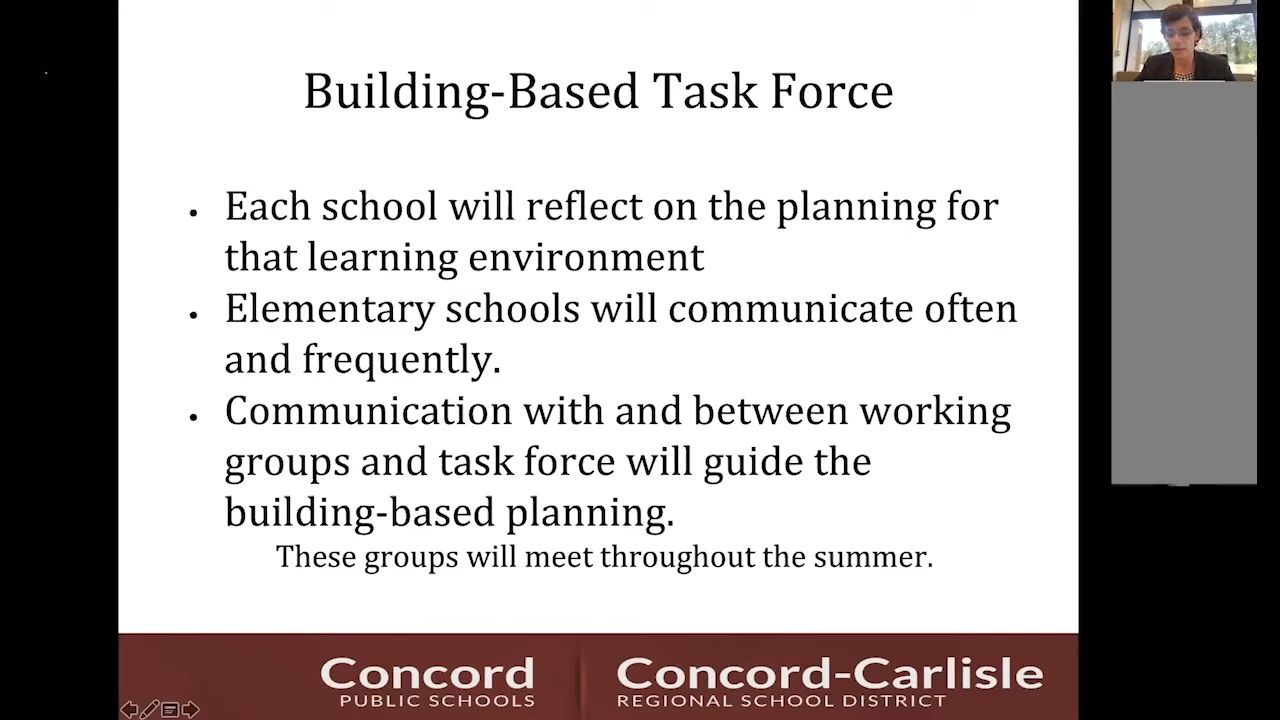 Building-Based Task Force
• Each school will reflect on the planning for
that learning environment
• Elementary schools will communicate often
and frequently.
• Communication with and between working
groups and task force will guide the
building-based planning.
These groups will meet throughout the summer.
Concord
PUBLIC SCHOOLS
Concord-Carlisle
REGIONAL SCHOOL DISTRICT